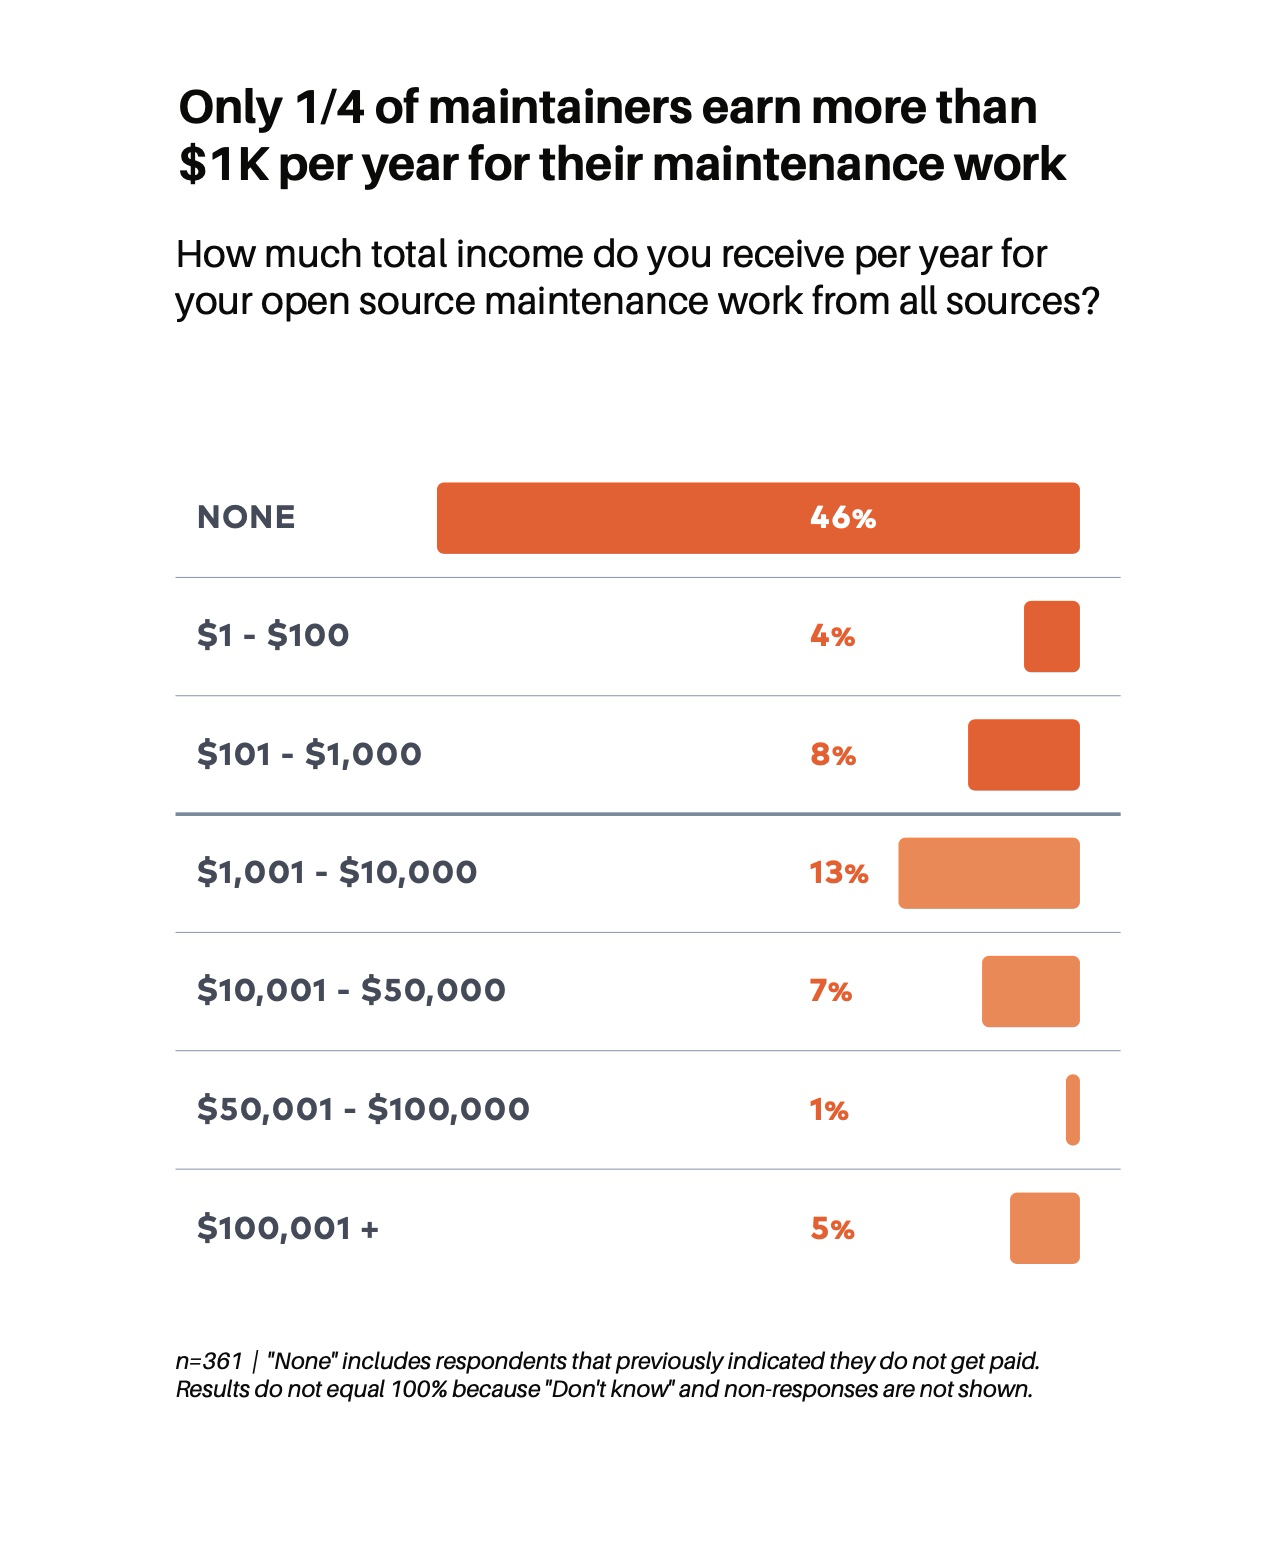 Only 1/4 of maintainers earn more than
$1K per year for their maintenance work
How much total income do you receive per year for
your open source maintenance work from all sources?
NONE 46%
$1 - $100 4%
$101 - $1,000 8%
$1,001 - $10,000 13%
$10,001 - $50,000 7%
$50,001 - $100,000 1%
$100,001 + 5%
n=361 | "None" includes respondents that previously indicated they do not get paid.
Results do not equal 100% because "Don't know" and non-responses are not shown.